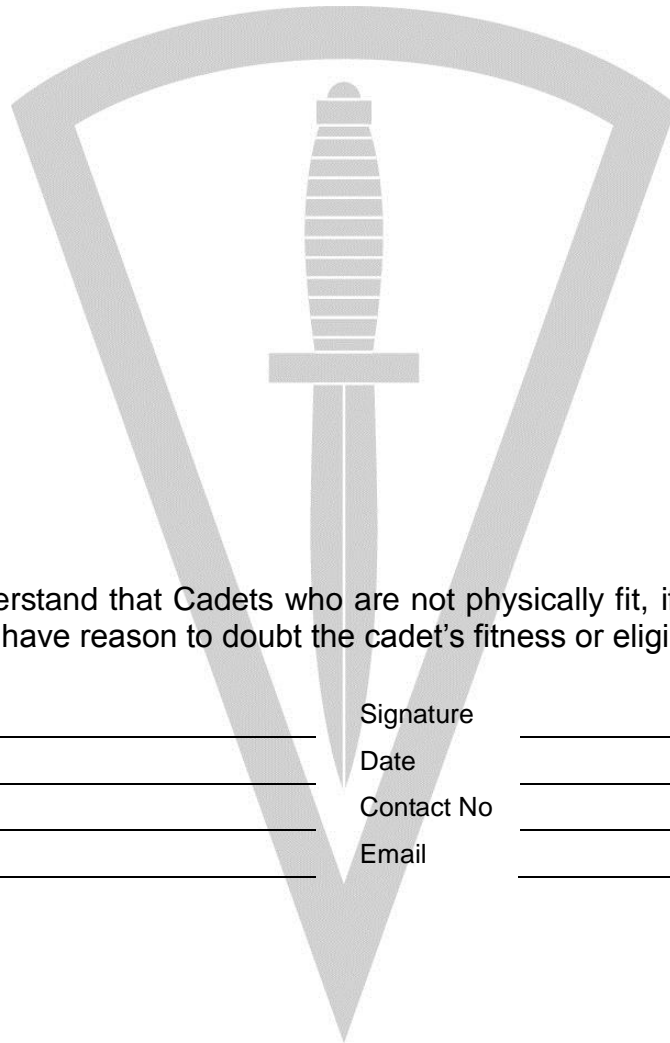 erstand that Cadets who are not physically fit, i
have reason to doubt the cadet’s fitness or eligi
Signature
Date
Contact No
Email